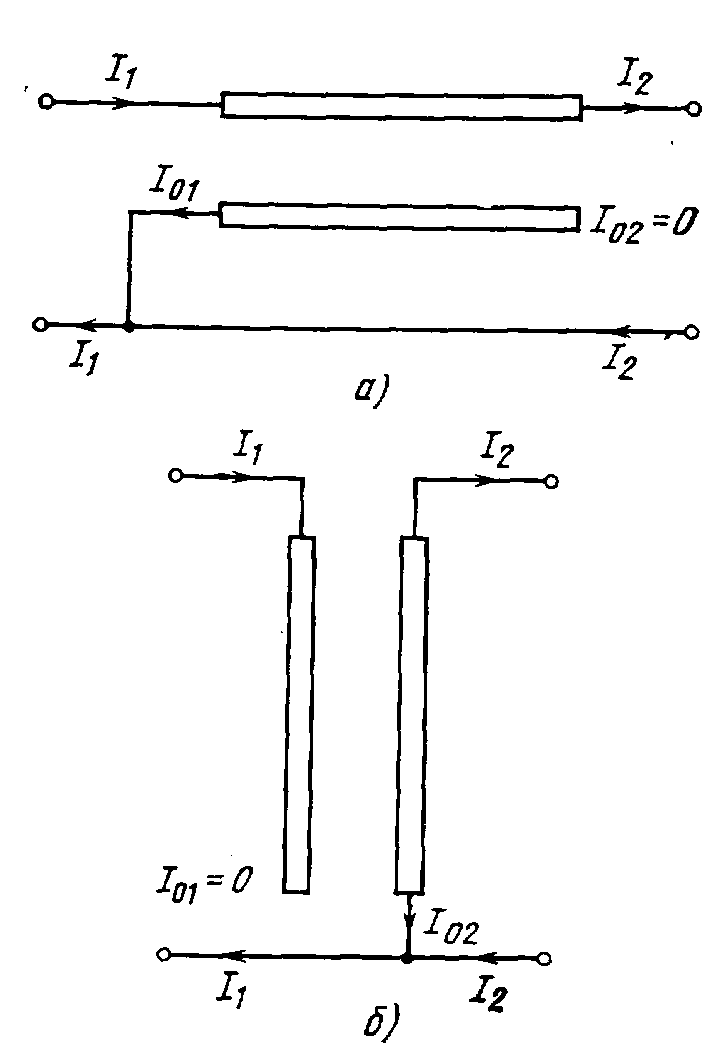 I₁ I₂
I₀₁ I₀₂=0
I₁ I₂
а)
I₁ I₂
I₀₁=0 I₀₂
I₁ I₂
б)